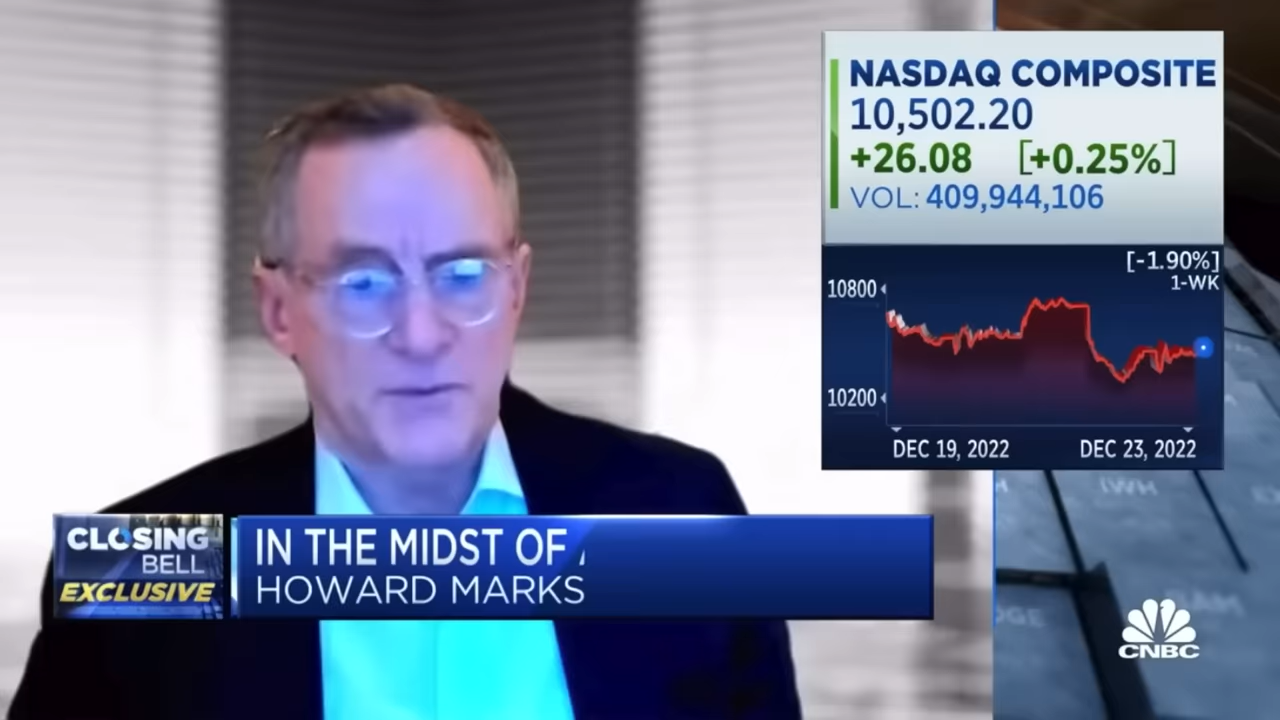 NASDAQ COMPOSITE
10,502.20
+26.08 [+0.25%]
VOL: 409,944,106
[-1.90%]
1-WK
10800
10200
DEC 19, 2022 DEC 23, 2022
CLOSING
BELL
EXCLUSIVE
IN THE MIDST OF
HOWARD MARKS
CNBC